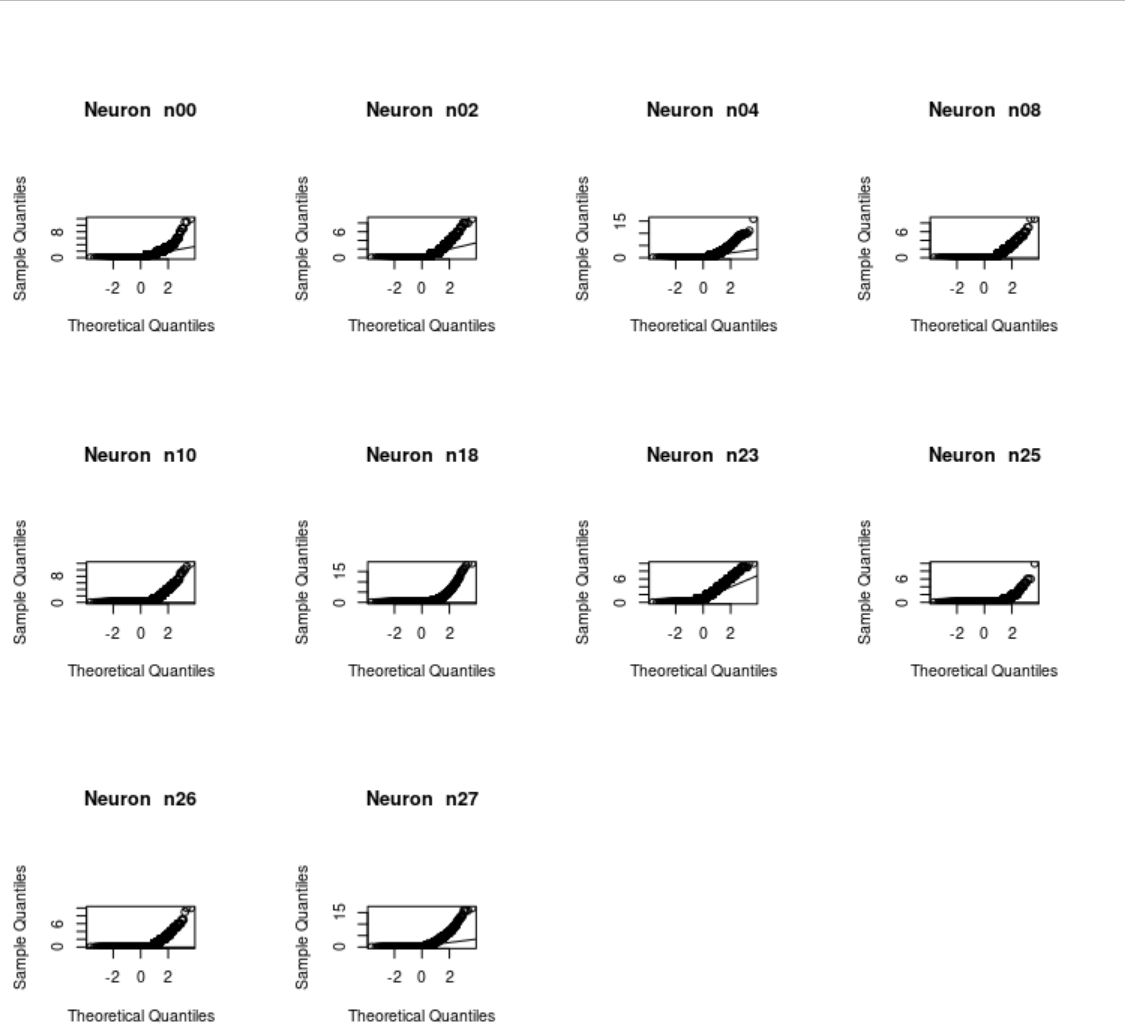 Neuron n00
Neuron n02
Neuron n04
Neuron n08
Sample Quantiles
0 8
-2 0 2
Theoretical Quantiles
Sample Quantiles
0 6
-2 0 2
Theoretical Quantiles
Sample Quantiles
0 15
-2 0 2
Theoretical Quantiles
Sample Quantiles
0 6
-2 0 2
Theoretical Quantiles
Neuron n10
Neuron n18
Neuron n23
Neuron n25
Sample Quantiles
0 8
-2 0 2
Theoretical Quantiles
Sample Quantiles
0 15
-2 0 2
Theoretical Quantiles
Sample Quantiles
0 6
-2 0 2
Theoretical Quantiles
Sample Quantiles
0 6
-2 0 2
Theoretical Quantiles
Neuron n26
Neuron n27
Sample Quantiles
0 6
-2 0 2
Theoretical Quantiles
Sample Quantiles
0 15
-2 0 2
Theoretical Quantiles